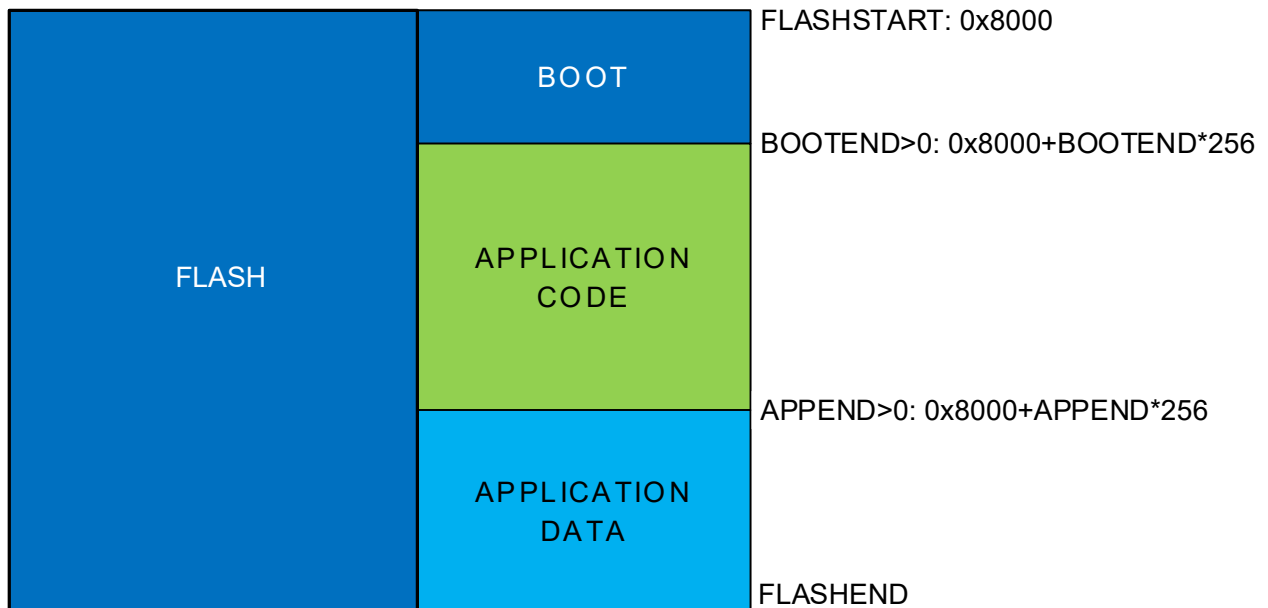 FLASHSTART: 0x8000
BOOT
BOOTEND>0: 0x8000+BOOTEND*256
FLASH
APPLICATION
CODE
APPEND>0: 0x8000+APPEND*256
APPLICATION
DATA
FLASHEND